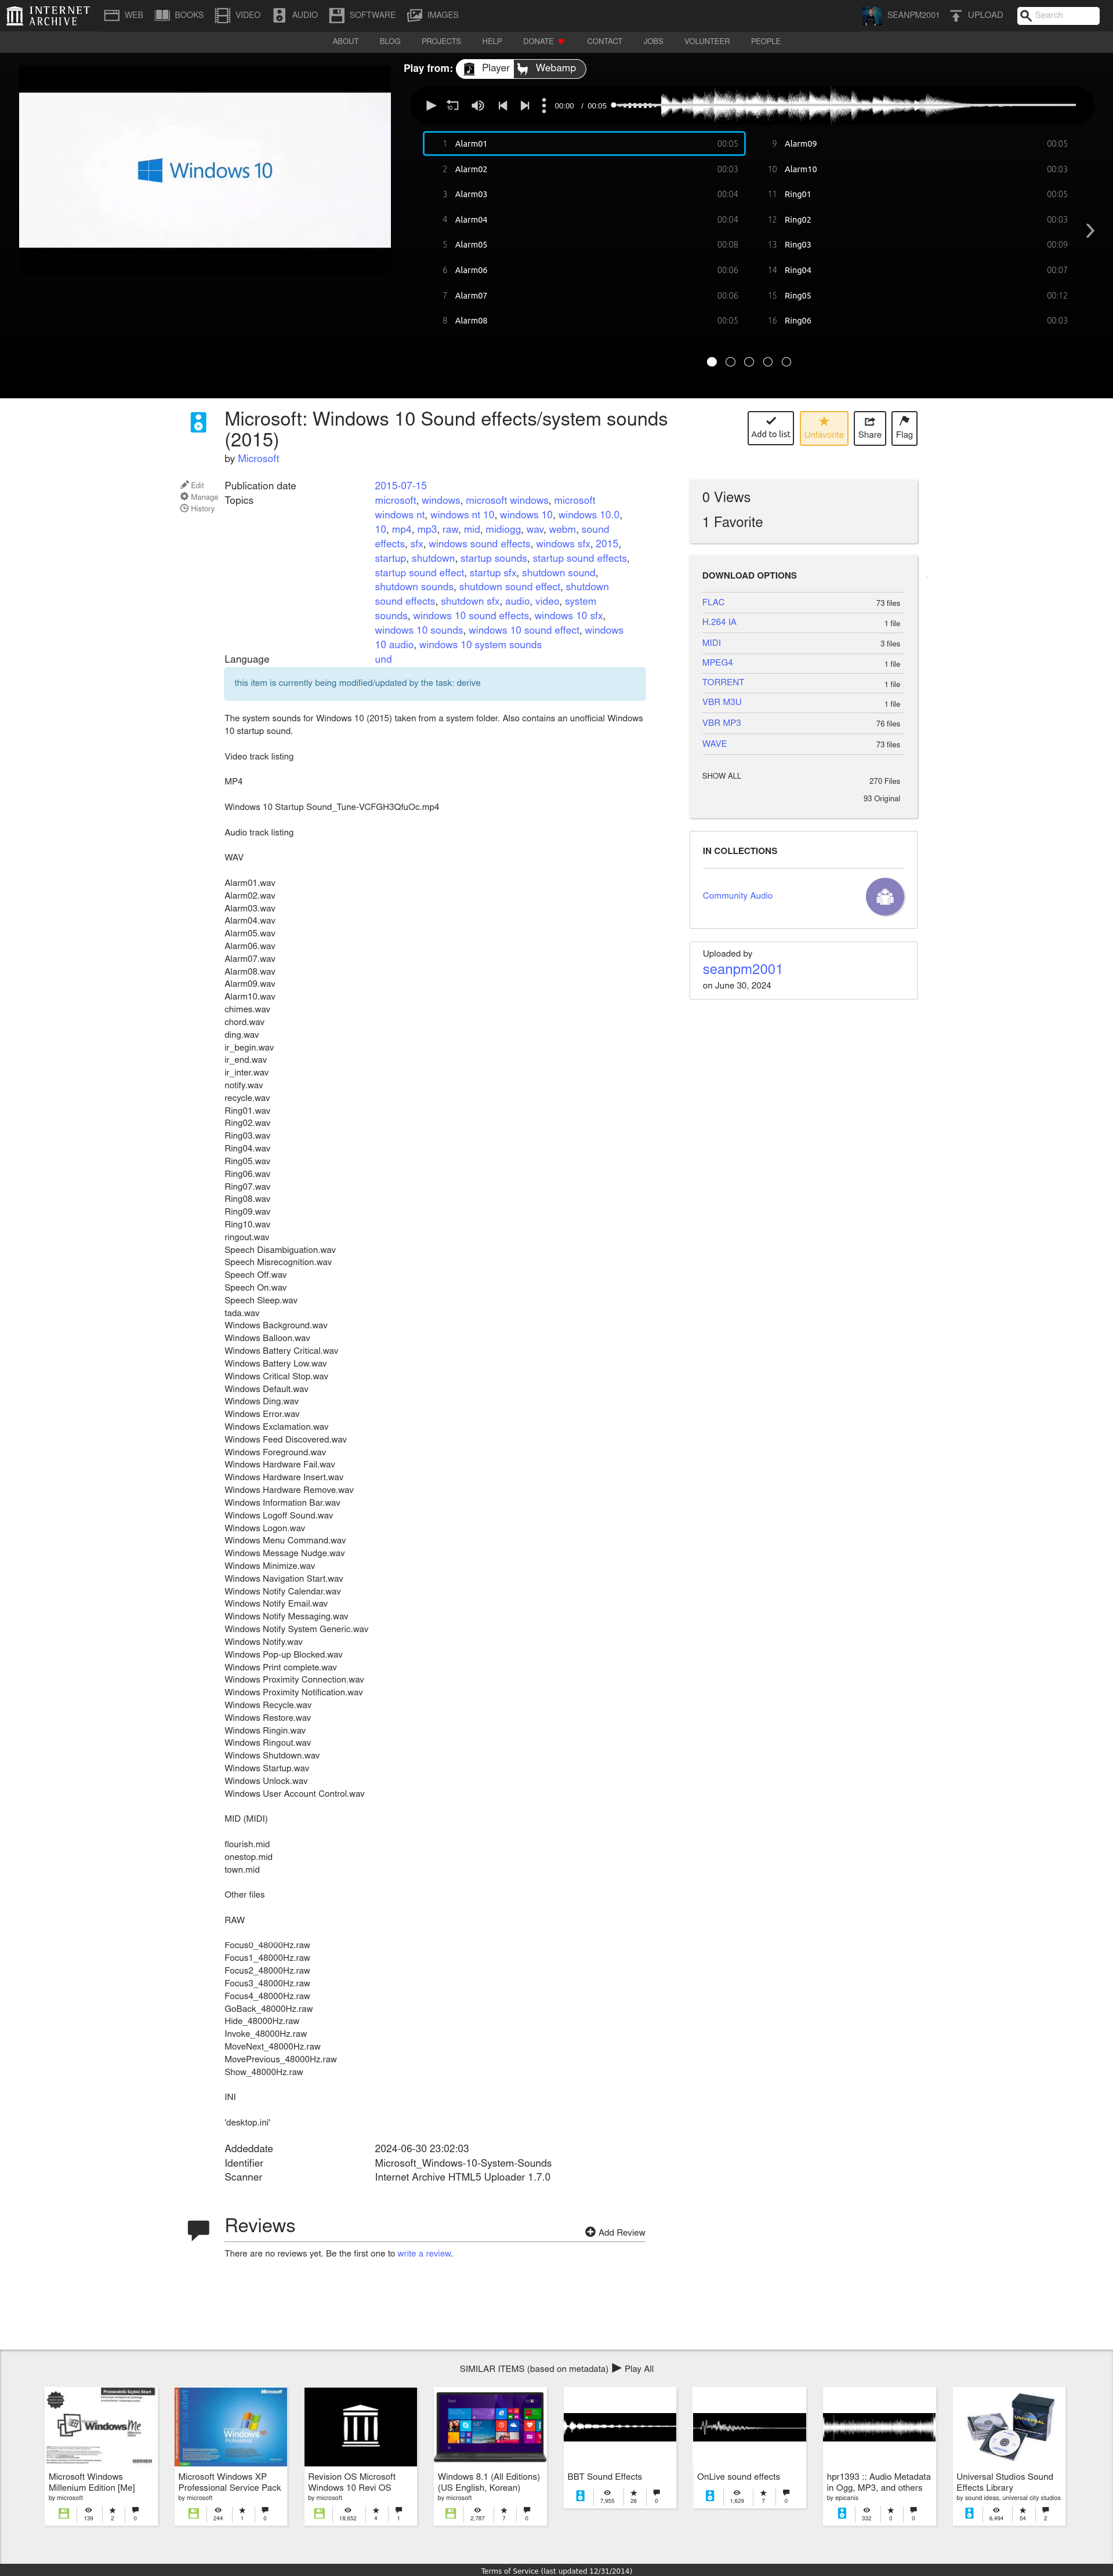 INTERNET ARCHIVE
WEB BOOKS VIDEO AUDIO SOFTWARE IMAGES SEANPM2001 UPLOAD Search
ABOUT BLOG PROJECTS HELP DONATE CONTACT JOBS VOLUNTEER PEOPLE
Play from: Player Webamp
Windows 10
10 00:00 / 00:05
1 Alarm01 00:05
2 Alarm02 00:03
3 Alarm03 00:04
4 Alarm04 00:04
5 Alarm05 00:08
6 Alarm06 00:06
7 Alarm07 00:06
8 Alarm08 00:05
9 Alarm09 00:05
10 Alarm10 00:03
11 Ring01 00:05
12 Ring02 00:03
13 Ring03 00:09
14 Ring04 00:07
15 Ring05 00:12
16 Ring06 00:03
Microsoft: Windows 10 Sound effects/system sounds
(2015)
by Microsoft
Add to list
Unfavorite
Share
Flag
Edit
Manage
History
Publication date 2015-07-15
Topics microsoft, windows, microsoft windows, microsoft
windows nt, windows nt 10, windows 10, windows 10.0,
10, mp4, mp3, raw, mid, midiogg, wav, webm, sound
effects, sfx, windows sound effects, windows sfx, 2015,
startup, shutdown, startup sounds, startup sound effects,
startup sound effect, startup sfx, shutdown sound,
shutdown sounds, shutdown sound effect, shutdown
sound effects, shutdown sfx, audio, video, system
sounds, windows 10 sound effects, windows 10 sfx,
windows 10 sounds, windows 10 sound effect, windows
10 audio, windows 10 system sounds
Language und
this item is currently being modified/updated by the task: derive
The system sounds for Windows 10 (2015) taken from a system folder. Also contains an unofficial Windows
10 startup sound.
Video track listing
MP4
Windows 10 Startup Sound_Tune-VCFGH3QfuOc.mp4
Audio track listing
WAV
Alarm01.wav
Alarm02.wav
Alarm03.wav
Alarm04.wav
Alarm05.wav
Alarm06.wav
Alarm07.wav
Alarm08.wav
Alarm09.wav
Alarm10.wav
chimes.wav
chord.wav
ding.wav
ir_begin.wav
ir_end.wav
ir_inter.wav
notify.wav
recycle.wav
Ring01.wav
Ring02.wav
Ring03.wav
Ring04.wav
Ring05.wav
Ring06.wav
Ring07.wav
Ring08.wav
Ring09.wav
Ring10.wav
ringout.wav
Speech Disambiguation.wav
Speech Misrecognition.wav
Speech Off.wav
Speech On.wav
Speech Sleep.wav
tada.wav
Windows Background.wav
Windows Balloon.wav
Windows Battery Critical.wav
Windows Battery Low.wav
Windows Critical Stop.wav
Windows Default.wav
Windows Ding.wav
Windows Error.wav
Windows Exclamation.wav
Windows Feed Discovered.wav
Windows Foreground.wav
Windows Hardware Fail.wav
Windows Hardware Insert.wav
Windows Hardware Remove.wav
Windows Information Bar.wav
Windows Logoff Sound.wav
Windows Logon.wav
Windows Menu Command.wav
Windows Message Nudge.wav
Windows Minimize.wav
Windows Navigation Start.wav
Windows Notify Calendar.wav
Windows Notify Email.wav
Windows Notify Messaging.wav
Windows Notify System Generic.wav
Windows Notify.wav
Windows Pop-up Blocked.wav
Windows Print complete.wav
Windows Proximity Connection.wav
Windows Proximity Notification.wav
Windows Recycle.wav
Windows Restore.wav
Windows Ringin.wav
Windows Ringout.wav
Windows Shutdown.wav
Windows Startup.wav
Windows Unlock.wav
Windows User Account Control.wav
MID (MIDI)
flourish.mid
onestop.mid
town.mid
Other files
RAW
Focus0_48000Hz.raw
Focus1_48000Hz.raw
Focus2_48000Hz.raw
Focus3_48000Hz.raw
Focus4_48000Hz.raw
GoBack_48000Hz.raw
Hide_48000Hz.raw
Invoke_48000Hz.raw
MoveNext_48000Hz.raw
MovePrevious_48000Hz.raw
Show_48000Hz.raw
INI
'desktop.ini'
Addeddate 2024-06-30 23:02:03
Identifier Microsoft_Windows-10-System-Sounds
Scanner Internet Archive HTML5 Uploader 1.7.0
0 Views
1 Favorite
DOWNLOAD OPTIONS
FLAC 73 files
H.264 IA 1 file
MIDI 3 files
MPEG4 1 file
TORRENT 1 file
VBR M3U 1 file
VBR MP3 76 files
WAVE 73 files
SHOW ALL 270 Files
93 Original
IN COLLECTIONS
Community Audio
Uploaded by
seanpm2001
on June 30, 2024
Reviews
Add Review
There are no reviews yet. Be the first one to write a review.
SIMILAR ITEMS (based on metadata) Play All
Przewodnik Szybki Start
Microsoft Windows Me
Microsoft Windows
Millenium Edition [Me]
by microsoft
139 2 0
Microsoft
Windows xp
Professional
Microsoft Windows XP
Professional Service Pack
by microsoft
244 1 0
Revision OS Microsoft
Windows 10 Revi OS
by microsoft
18,652 4 1
Start
Windows 8.1 (All Editions)
(US English, Korean)
by microsoft
2,787 7 0
BBT Sound Effects
7,955 26 0
OnLive sound effects
1,629 7 0
hpr1393 :: Audio Metadata
in Ogg, MP3, and others
by epicanis
332 0 0
UNIVERSAL
Universal Studios Sound
Effects Library
by sound ideas, universal city studios
6,494 54 2
Terms of Service (last updated 12/31/2014)